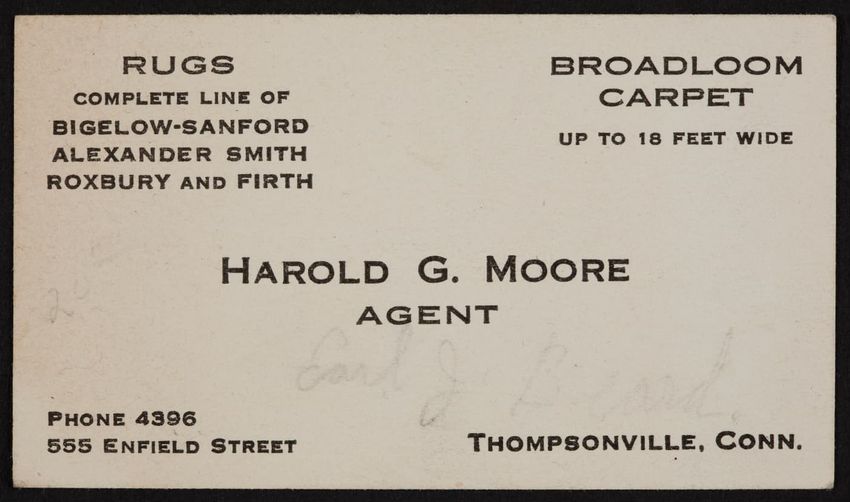 RUGS
COMPLETE LINE OF
BIGELOW-SANFORD
ALEXANDER SMITH
ROXBURY AND FIRTH
BROADLOOM
CARPET
UP TO 18 FEET WIDE
HAROLD G. MOORE
AGENT
Earl J.
PHONE 4396
555 ENFIELD STREET
THOMPSONVILLE, CONN.